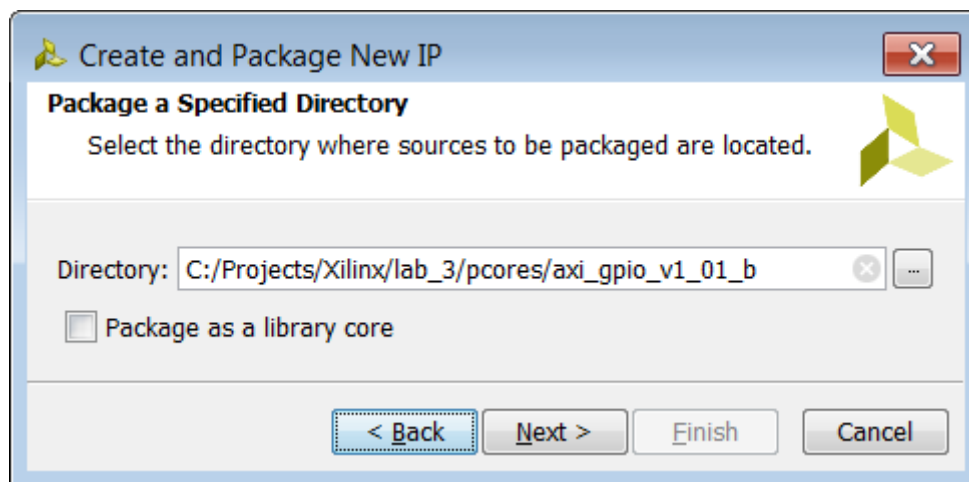 Create and Package New IP
Package a Specified Directory
Select the directory where sources to be packaged are located.
Directory: C:/Projects/Xilinx/lab_3/pcores/axi_gpio_v1_01_b ...
Package as a library core
< Back Next > Finish Cancel